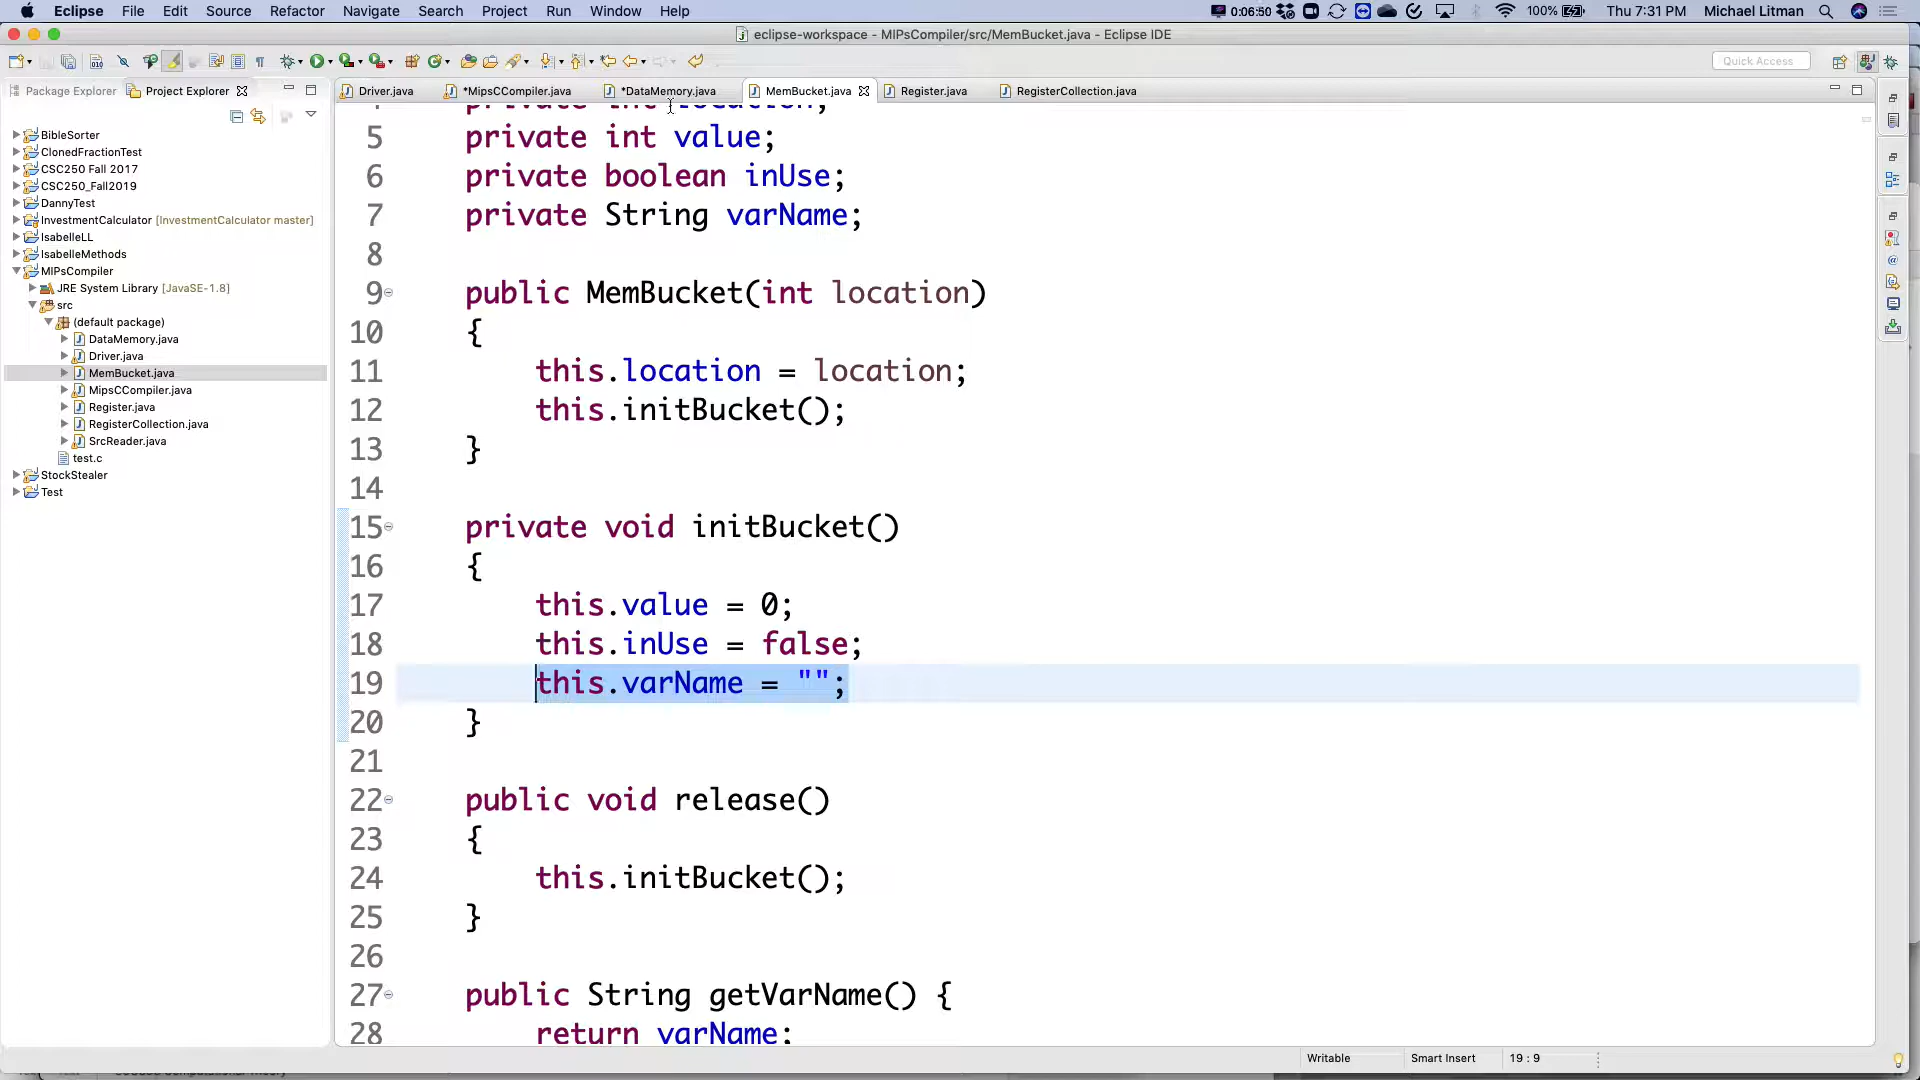 Eclipse File Edit Source Refactor Navigate Search Project Run Window Help 0:06:50 100% Thu 7:31 PM Michael Litman
eclipse-workspace - MIPsCompiler/src/MemBucket.java - Eclipse IDE
Quick Access
Package Explorer Project Explorer
Driver.java *MipsCCompiler.java *DataMemory.java MemBucket.java Register.java RegisterCollection.java
BibleSorter
ClonedFractionTest
CSC250 Fall 2017
CSC250_Fall2019
DannyTest
InvestmentCalculator [InvestmentCalculator master]
IsabelleLL
IsabelleMethods
MIPsCompiler
JRE System Library [JavaSE-1.8]
src
(default package)
DataMemory.java
Driver.java
MemBucket.java
MipsCCompiler.java
Register.java
RegisterCollection.java
SrcReader.java
test.c
StockStealer
Test
private int location;
5 private int value;
6 private boolean inUse;
7 private String varName;
8
9 public MemBucket(int location)
10 {
11 this.location = location;
12 this.initBucket();
13 }
14
15 private void initBucket()
16 {
17 this.value = 0;
18 this.inUse = false;
19 this.varName = "";
20 }
21
22 public void release()
23 {
24 this.initBucket();
25 }
26
27 public String getVarName() {
28 return varName;
Writable Smart Insert 19 : 9